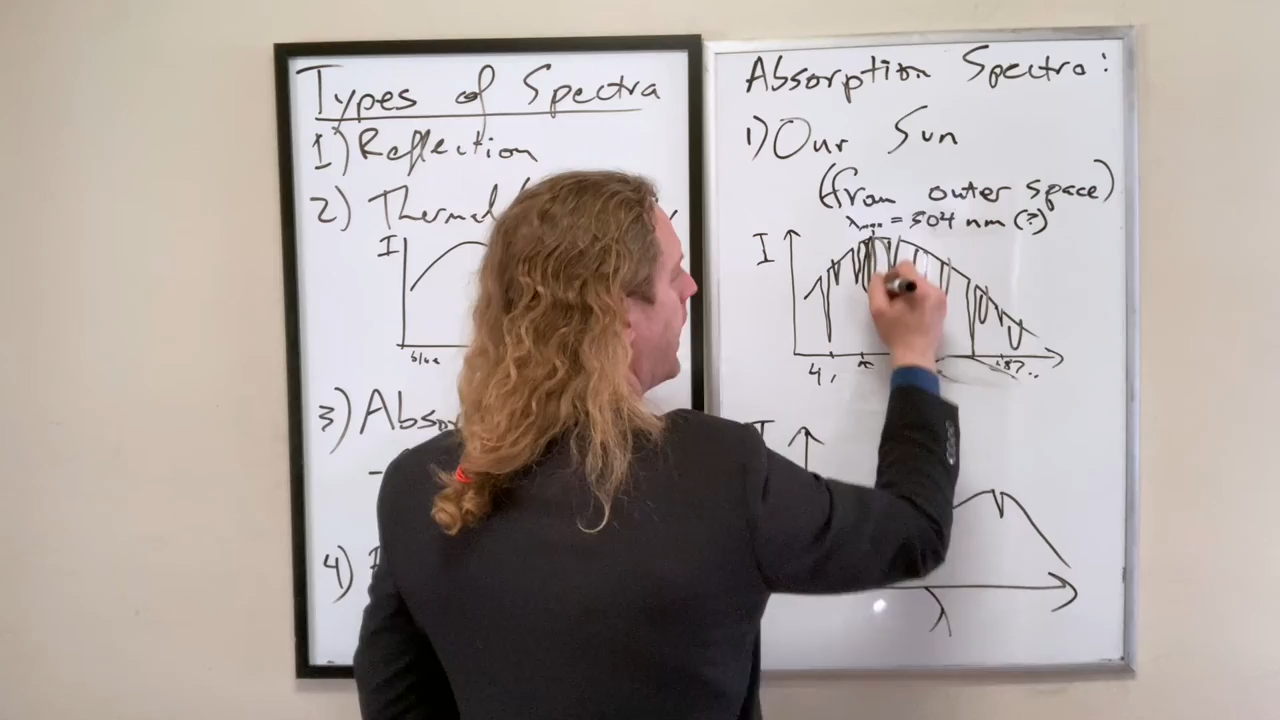 Types of Spectra
1) Reflection
2) Thermal
I
blue
3) Absor
4)
Absorption Spectra:
1) Our Sun
(from outer space)
λmax = 504 nm (?)
I
I
λ